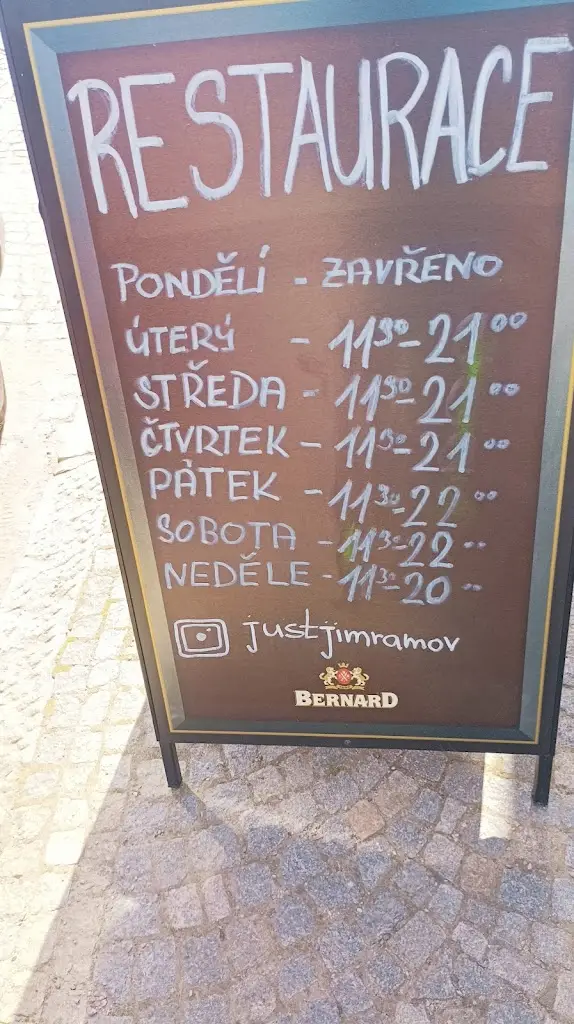 RESTAURACE
PONDĚLÍ - ZAVŘENO
ÚTERÝ - 11³⁰-21⁰⁰
STŘEDA - 11³⁰-21⁰⁰
ČTVRTEK - 11³⁰-21⁰⁰
PÁTEK - 11³⁰-22⁰⁰
SOBOTA - 11³⁰-22⁰⁰
NEDĚLE - 11³⁰-20⁰⁰
justjimramov
BERNARD